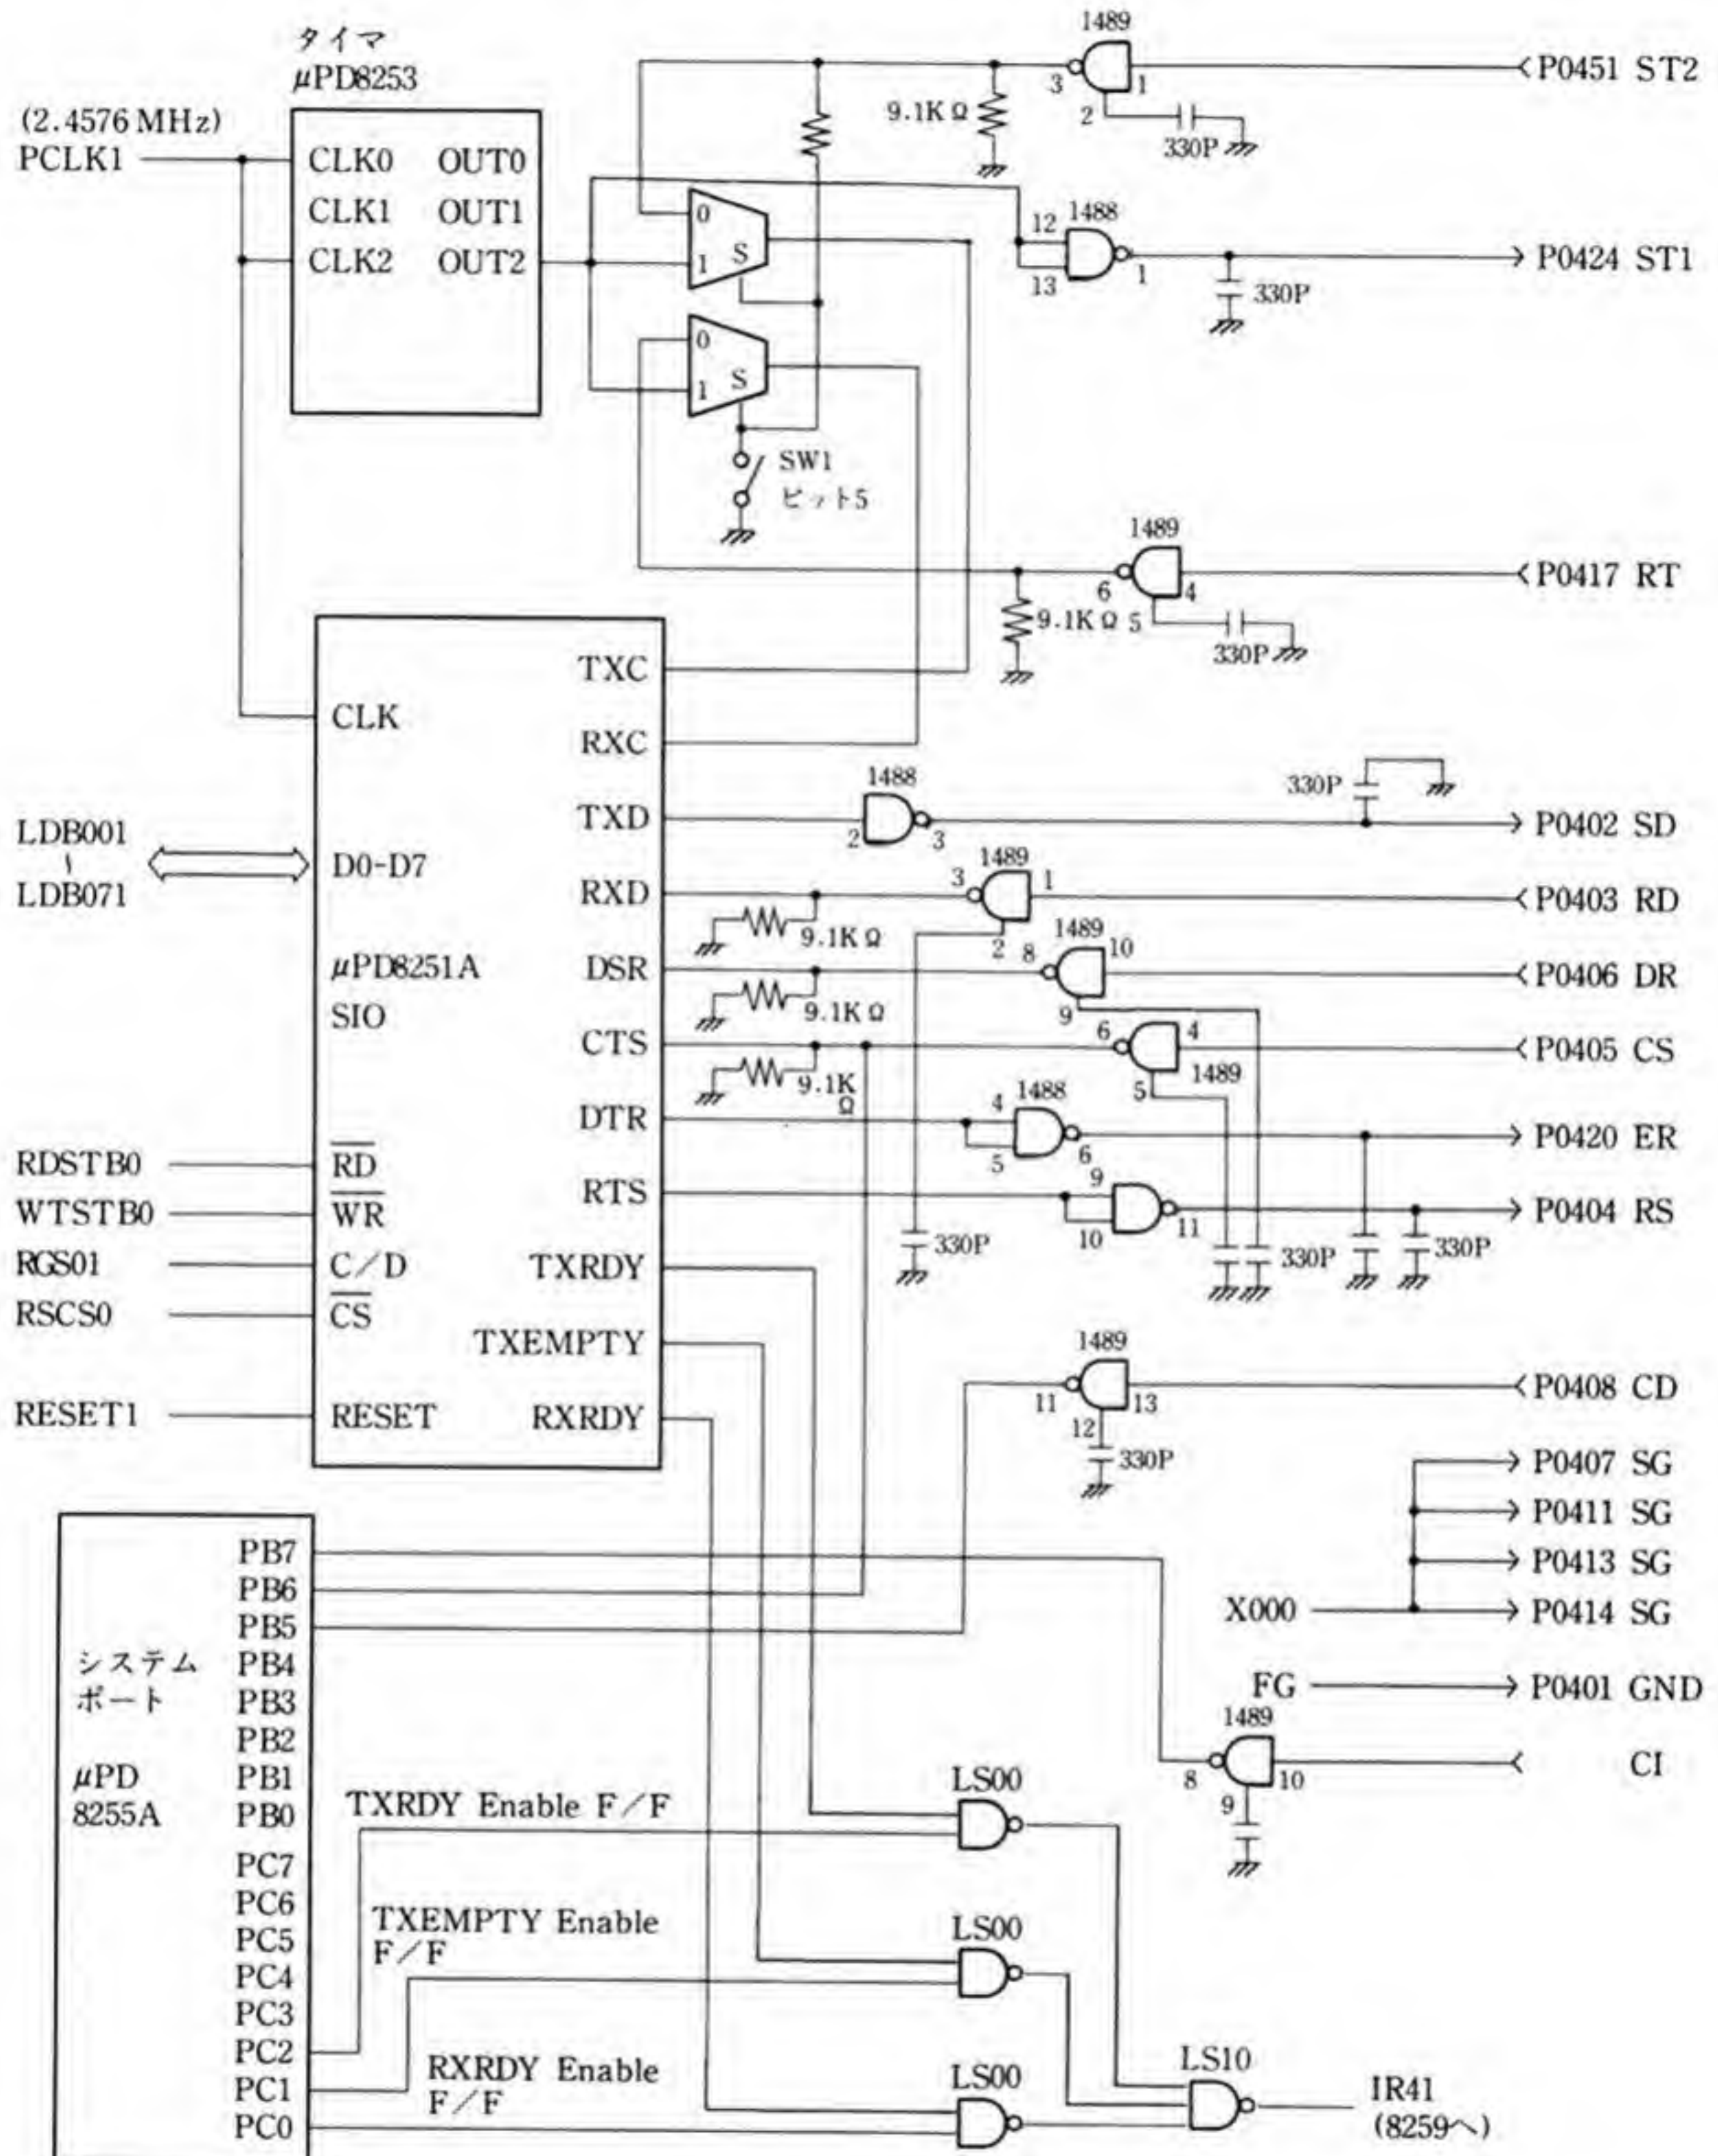 タイマ
μPD8253
(2.4576 MHz)
PCLK1
CLK0 OUT0
CLK1 OUT1
CLK2 OUT2
0
1 S
0
1 S
SW1
ビット5
9.1KΩ
1489
3 1
2
330P
P0451 ST2
1488
12
13
1
330P
P0424 ST1
1489
6 4
5
9.1KΩ
330P
P0417 RT
CLK
D0-D7
μPD8251A
SIO
RD
WR
C/D
CS
RESET
TXC
RXC
TXD
RXD
DSR
CTS
DTR
RTS
TXRDY
TXEMPTY
RXRDY
LDB001
~
LDB071
RDSTB0
WTSTB0
RGS01
RSCS0
RESET1
1488
2 3
330P
P0402 SD
1489
3 1
2
9.1KΩ
P0403 RD
1489
8 10
9
9.1KΩ
P0406 DR
6 4
1489
5
9.1K
Ω
P0405 CS
1488
4
5
6
P0420 ER
9
10
11
P0404 RS
330P
330P
330P
1489
11 13
12
330P
P0408 CD
P0407 SG
P0411 SG
P0413 SG
X000
P0414 SG
FG
P0401 GND
1489
8 10
9
CI
システム
ポート
μPD
8255A
PB7
PB6
PB5
PB4
PB3
PB2
PB1
PB0
PC7
PC6
PC5
PC4
PC3
PC2
PC1
PC0
TXRDY Enable F/F
TXEMPTY Enable
F/F
RXRDY Enable
F/F
LS00
LS00
LS00
LS10
IR41
(8259へ)